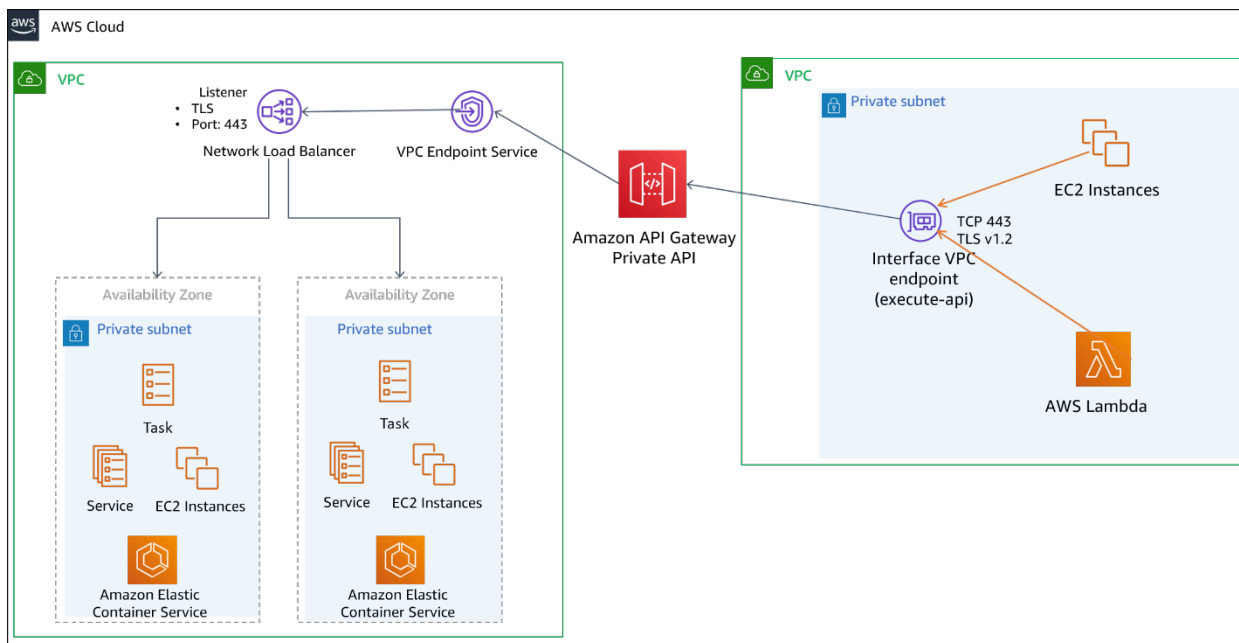 aws
AWS Cloud
VPC
Listener
• TLS
• Port: 443
Network Load Balancer
VPC Endpoint Service
Availability Zone
Private subnet
Task
Service
EC2 Instances
Amazon Elastic
Container Service
Availability Zone
Private subnet
Task
Service
EC2 Instances
Amazon Elastic
Container Service
Amazon API Gateway
Private API
VPC
Private subnet
EC2 Instances
TCP 443
TLS v1.2
Interface VPC
endpoint
(execute-api)
AWS Lambda